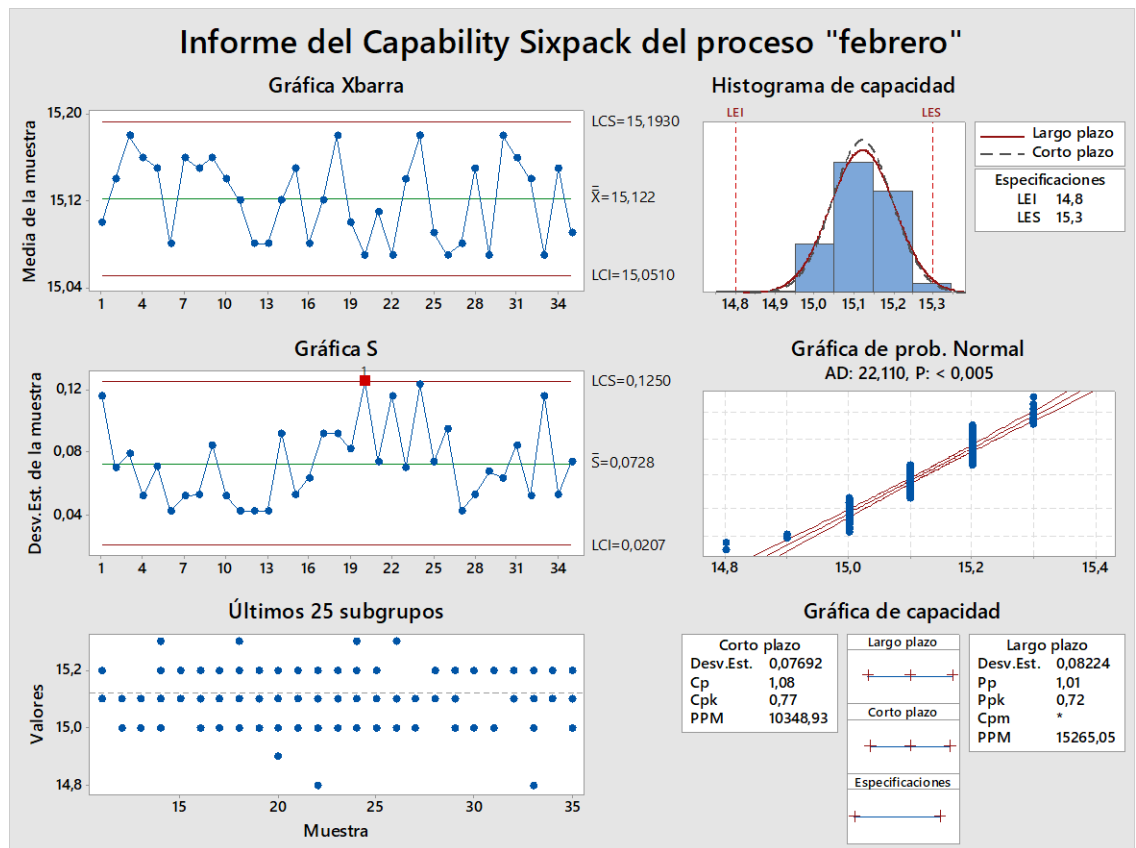 Informe del Capability Sixpack del proceso "febrero"
Gráfica Xbarra
Media de la muestra
15,20
15,12
15,04
1 4 7 10 13 16 19 22 25 28 31 34
LCS=15,1930
X̿=15,122
LCI=15,0510
Histograma de capacidad
LEI LES
14,8 14,9 15,0 15,1 15,2 15,3
Largo plazo
Corto plazo
Especificaciones
LEI 14,8
LES 15,3
Gráfica S
Desv.Est. de la muestra
0,12
0,08
0,04
1
1 4 7 10 13 16 19 22 25 28 31 34
LCS=0,1250
S̅=0,0728
LCI=0,0207
Gráfica de prob. Normal
AD: 22,110, P: < 0,005
14,8 15,0 15,2 15,4
Últimos 25 subgrupos
Valores
15,2
15,0
14,8
15 20 25 30 35
Muestra
Gráfica de capacidad
Corto plazo
Desv.Est. 0,07692
Cp 1,08
Cpk 0,77
PPM 10348,93
Largo plazo
Corto plazo
Especificaciones
Largo plazo
Desv.Est. 0,08224
Pp 1,01
Ppk 0,72
Cpm *
PPM 15265,05